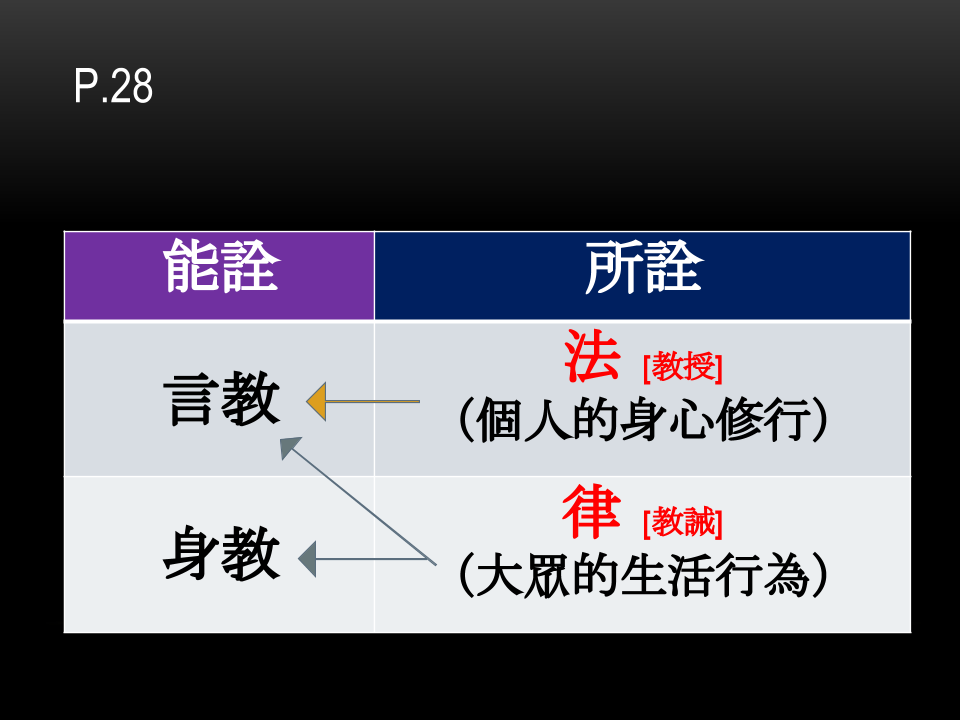 P.28
能詮
所詮
言教
法 [教授]
（個人的身心修行）
身教
律 [教誡]
（大眾的生活行為）